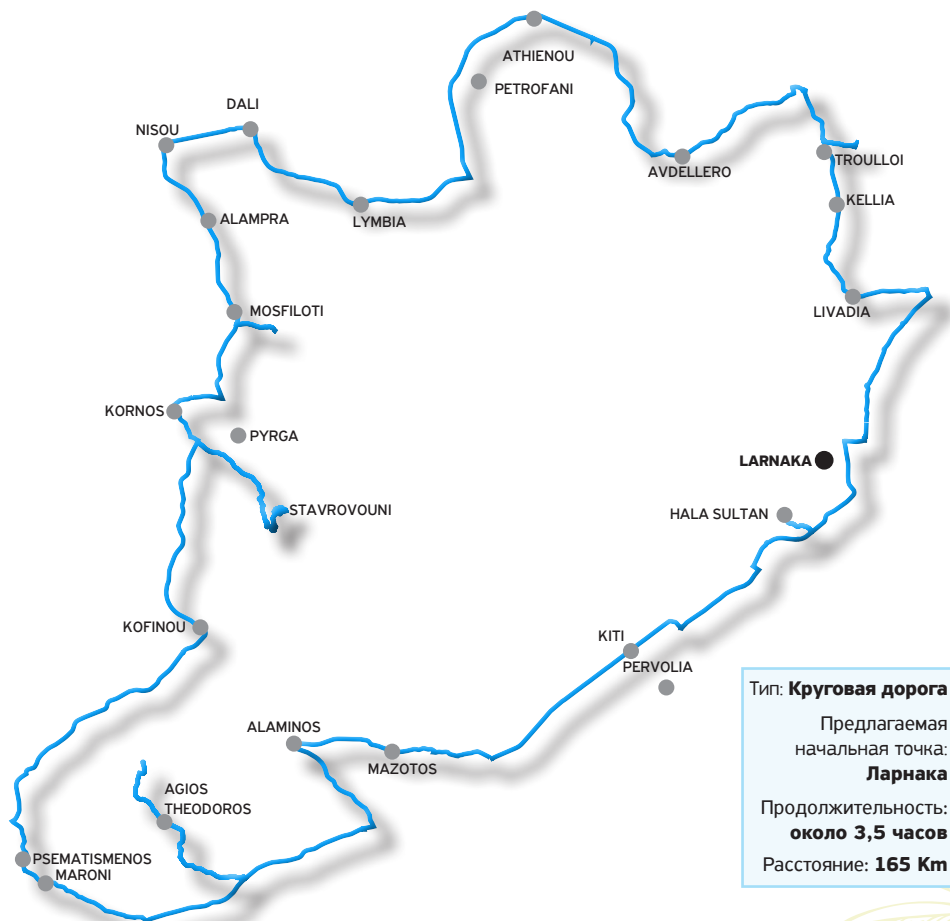 ATHIENOU
PETROFANI
DALI
NISOU
TROULLOI
AVDELLERO
KELLIA
ALAMPRA
LYMBIA
MOSFILOTI
LIVADIA
KORNOS
PYRGA
LARNAKA
STAVROVOUNI
HALA SULTAN
KOFINOU
KITI
PERVOLIA
ALAMINOS
MAZOTOS
AGIOS
THEODOROS
PSEMATISMENOS
MARONI
Тип: Круговая дорога
Предлагаемая
начальная точка:
Ларнака
Продолжительность:
около 3,5 часов
Расстояние: 165 Km